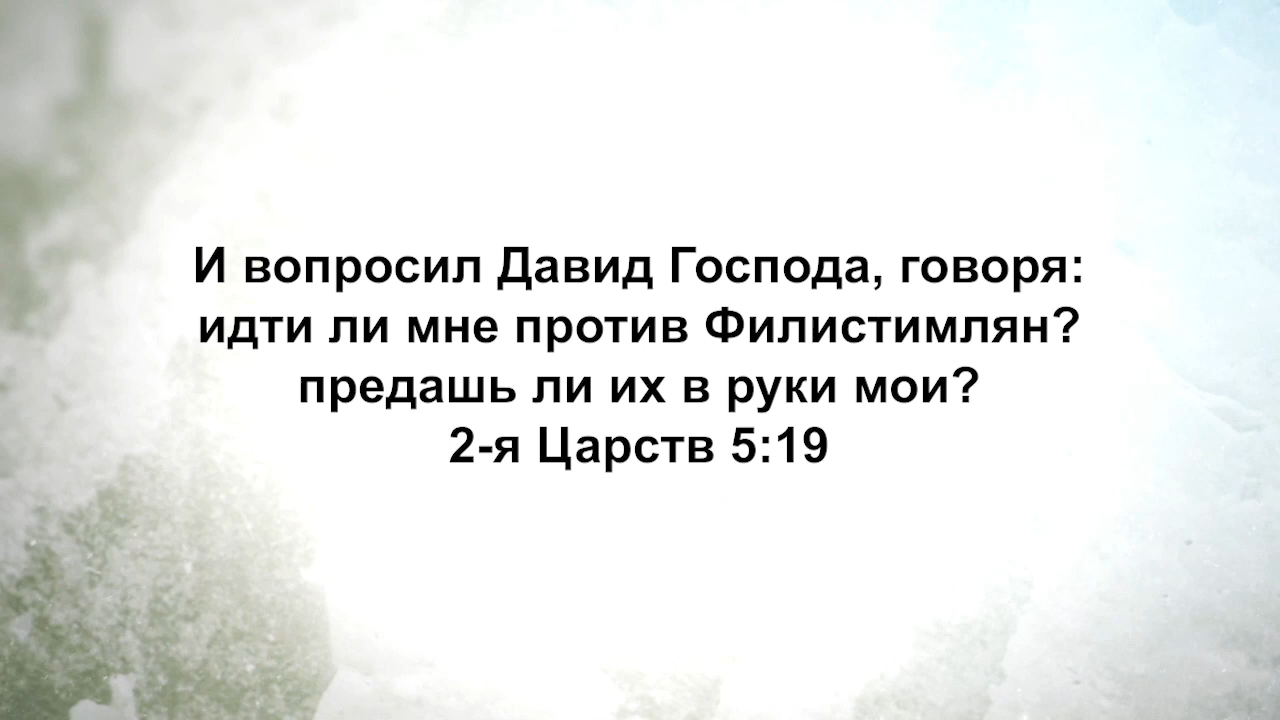 И вопросил Давид Господа, говоря:
идти ли мне против Филистимлян?
предашь ли их в руки мои?
2-я Царств 5:19